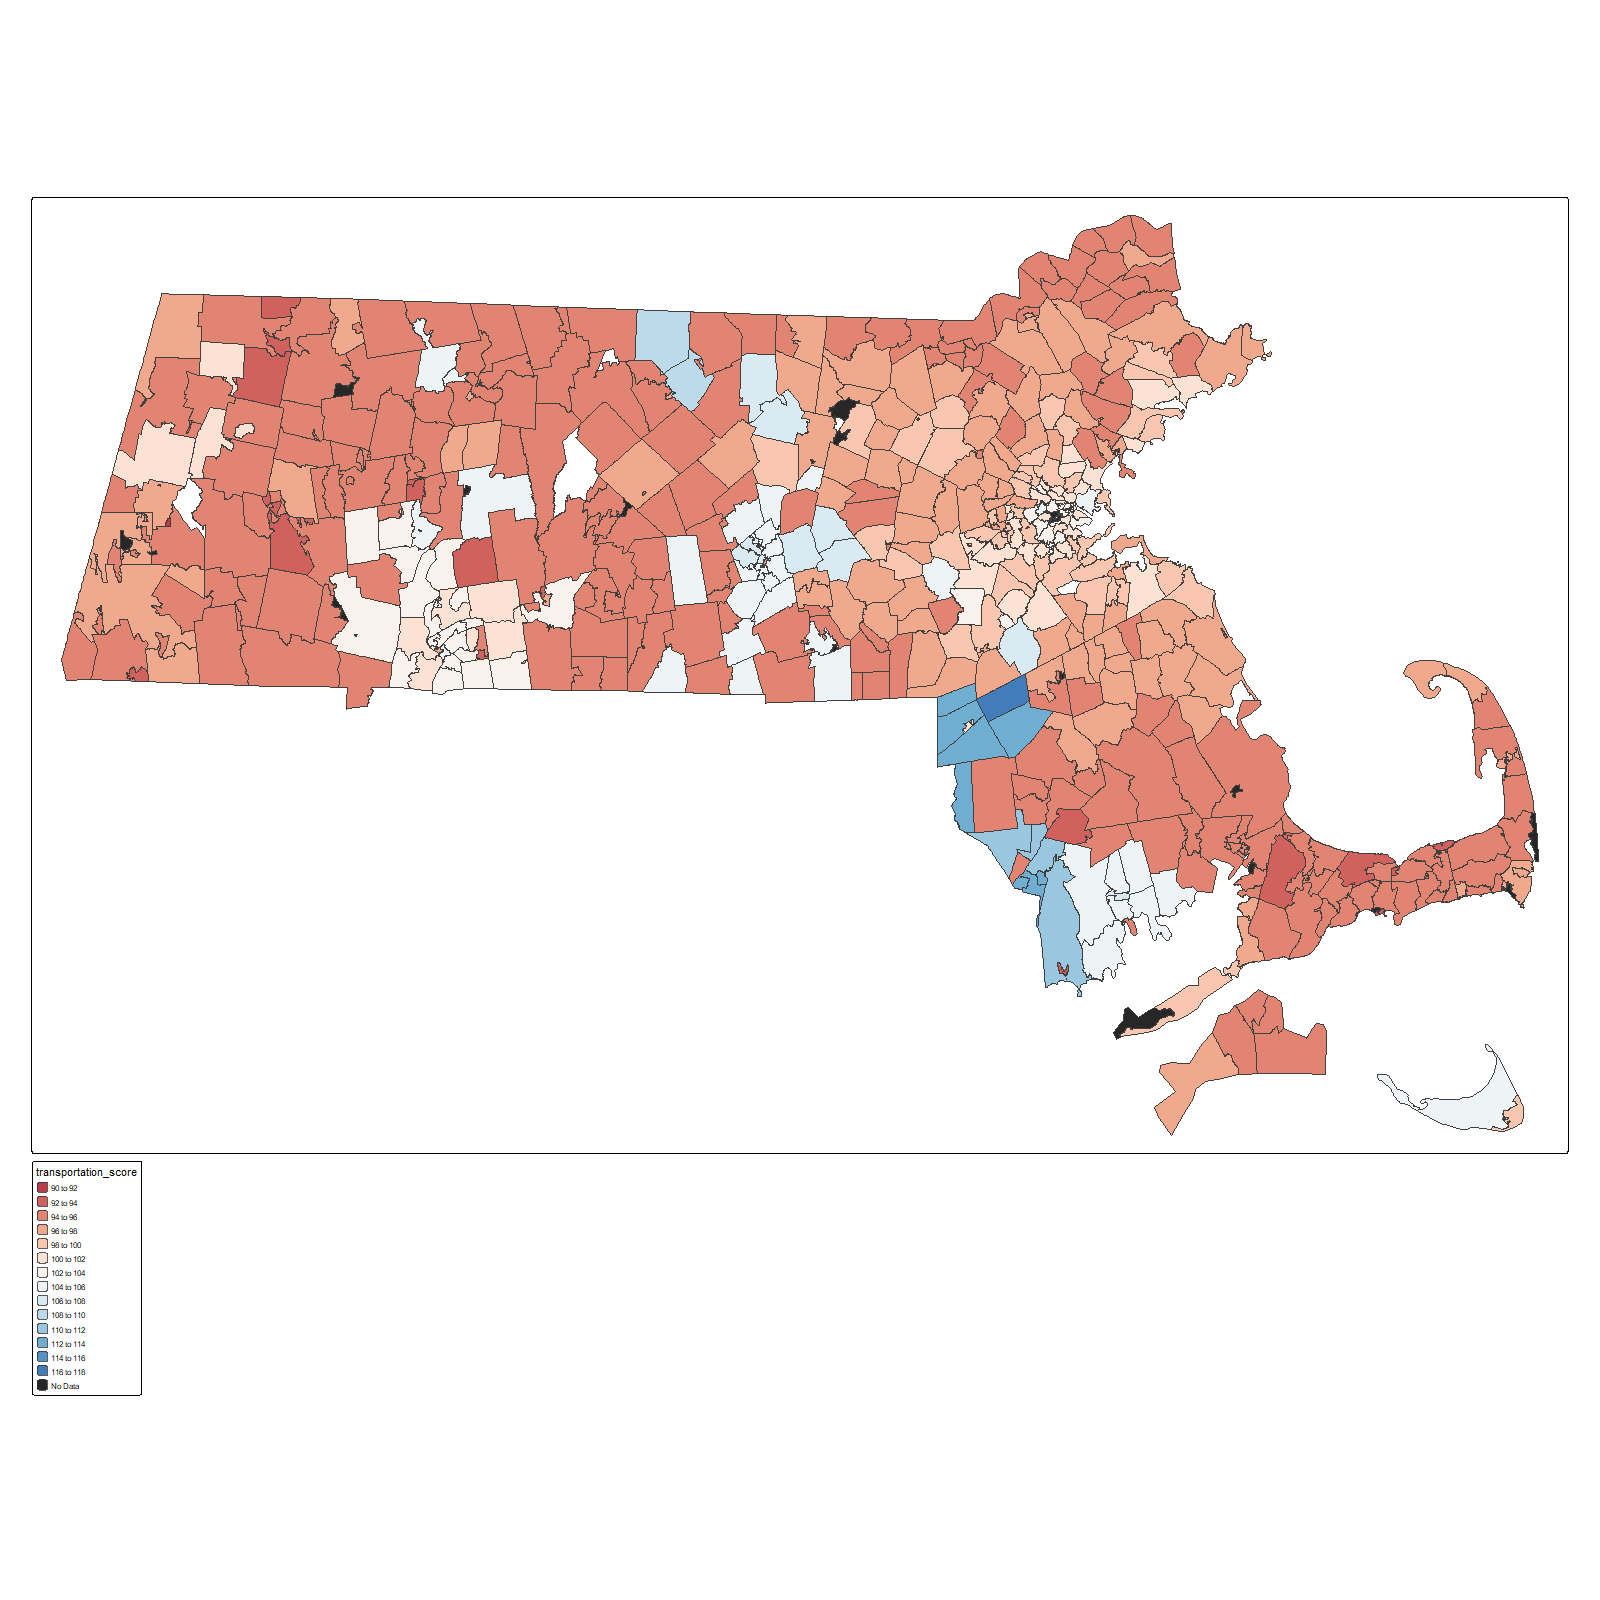 transportation_score
90 to 92
92 to 94
94 to 96
96 to 98
98 to 100
100 to 102
102 to 104
104 to 106
106 to 108
108 to 110
110 to 112
112 to 114
114 to 116
116 to 118
No Data